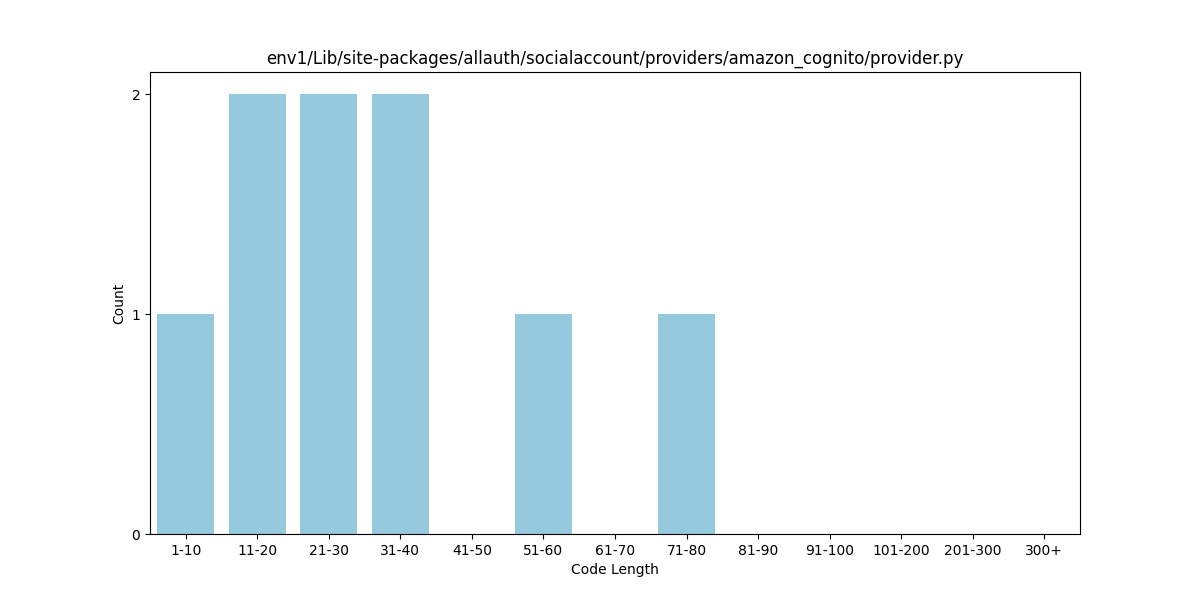 env1/Lib/site-packages/allauth/socialaccount/providers/amazon_cognito/provider.py
2
1
0
Count
1-10 11-20 21-30 31-40 41-50 51-60 61-70 71-80 81-90 91-100 101-200 201-300 300+
Code Length